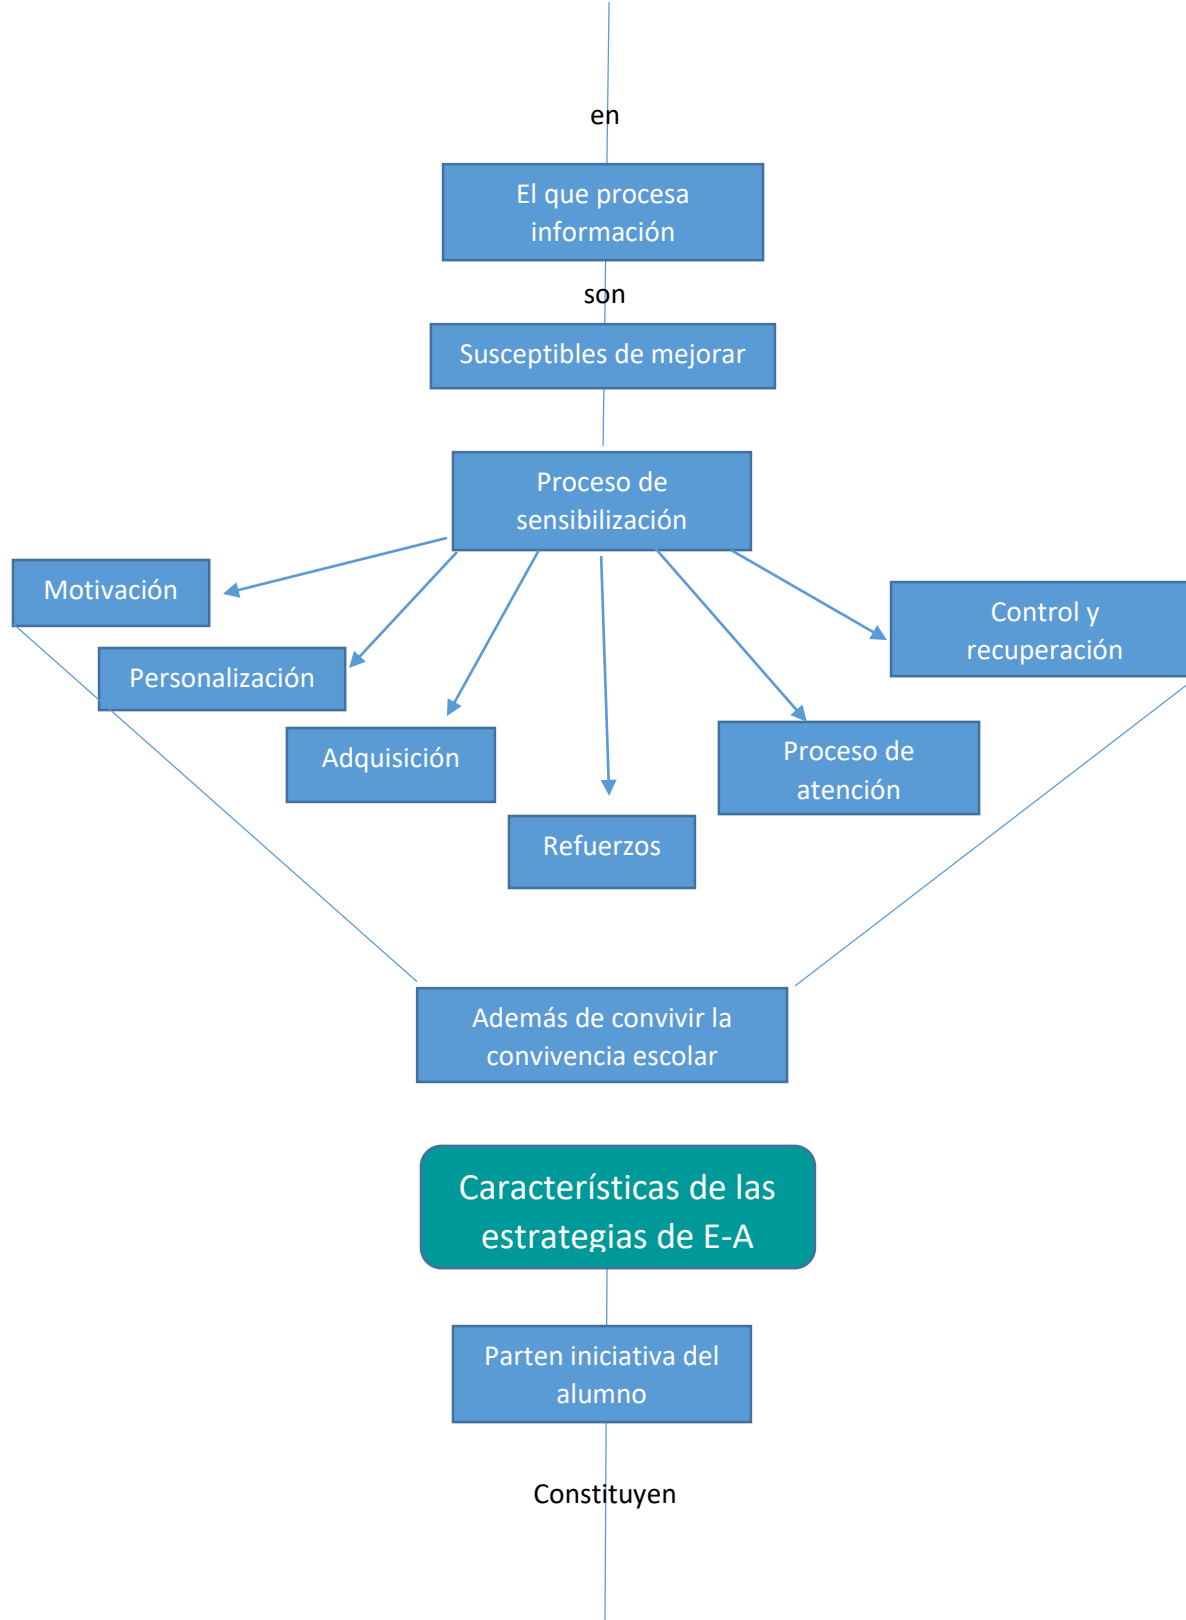 en
El que procesa
información
son
Susceptibles de mejorar
Proceso de
sensibilización
Motivación
Control y
recuperación
Personalización
Adquisición
Proceso de
atención
Refuerzos
Además de convivir la
convivencia escolar
Características de las
estrategias de E-A
Parten iniciativa del
alumno
Constituyen